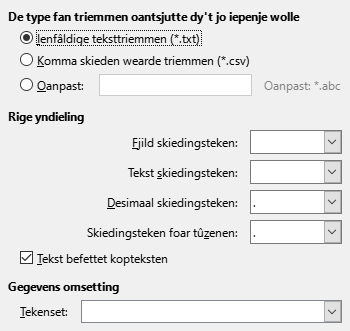 De type fan triemmen oantsjutte dy't jo iepenje wolle
Ienfâldige teksttriemmen (*.txt)
Komma skieden wearde triemmen (*.csv)
Oanpast: Oanpast: *.abc
Rige yndieling
Fjild skiedingsteken:
Tekst skiedingsteken:
Desimaal skiedingsteken: .
Skiedingsteken foar tûzenen: .
Tekst befettet kopteksten
Gegevens omsetting
Tekenset: